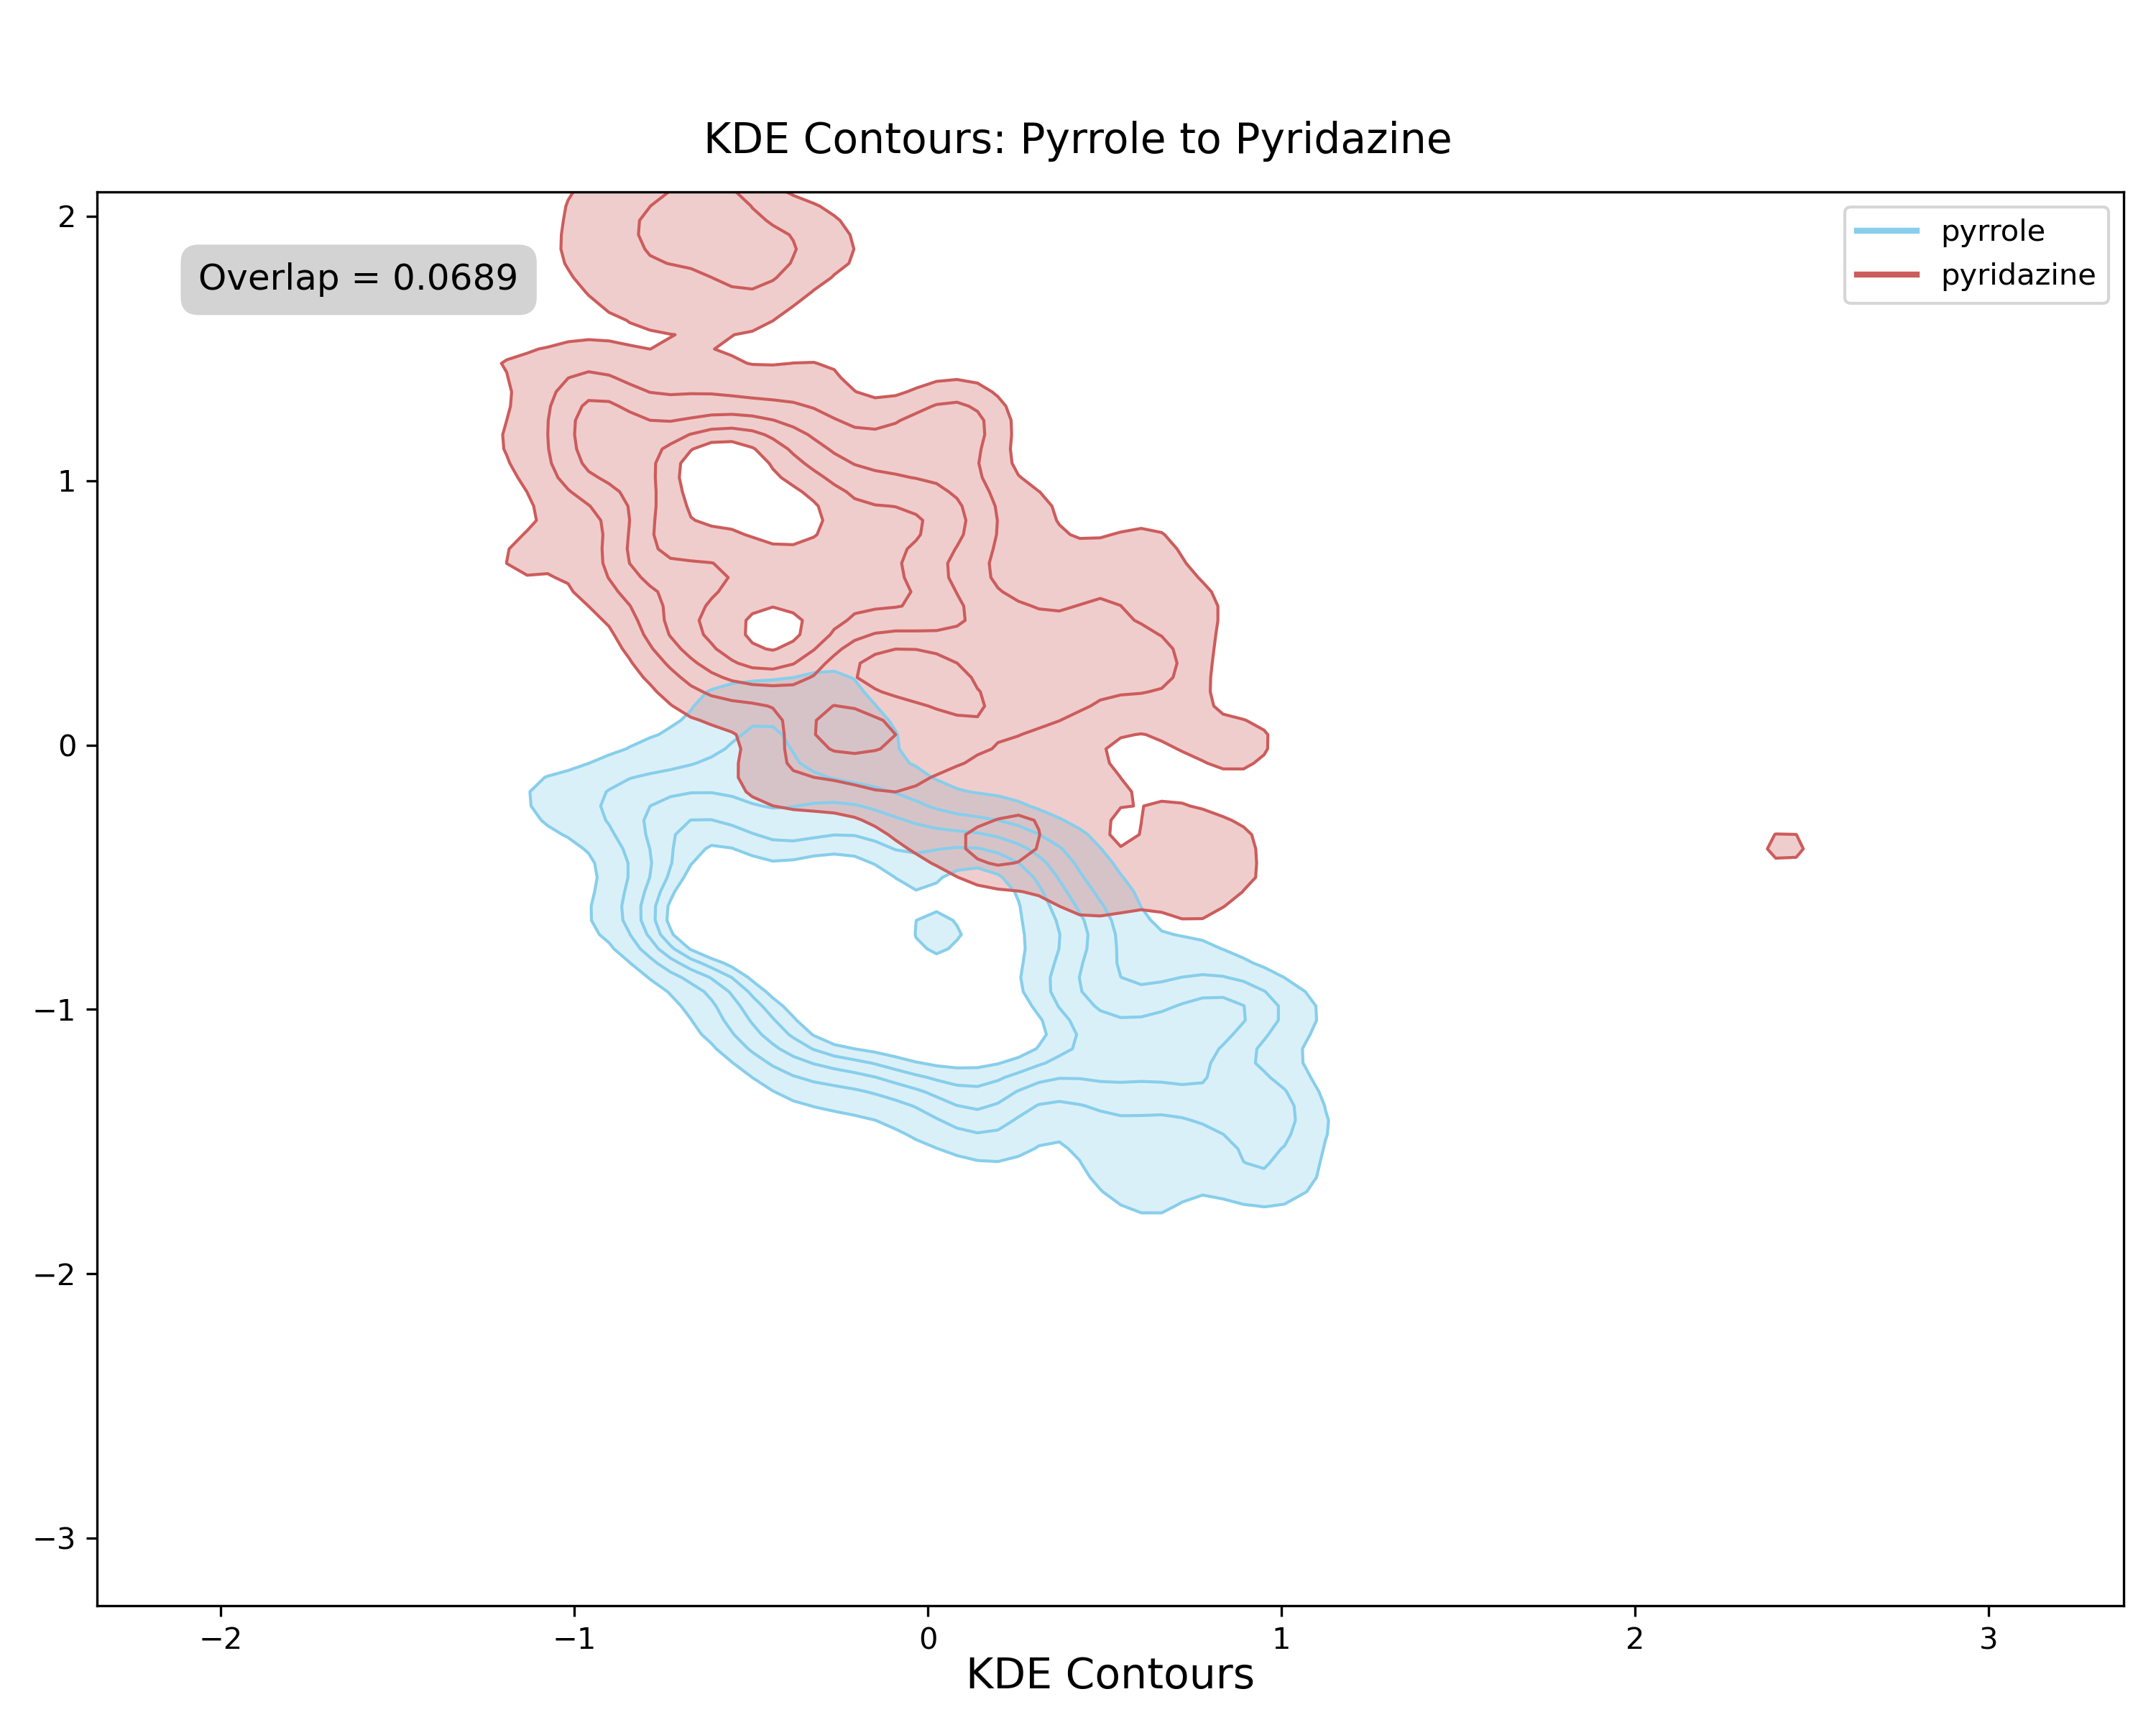 KDE Contours: Pyrrole to Pyridazine
Overlap = 0.0689
pyrrole
pyridazine
2
1
0
−1
−2
−3
−2
−1
0
1
2
3
KDE Contours